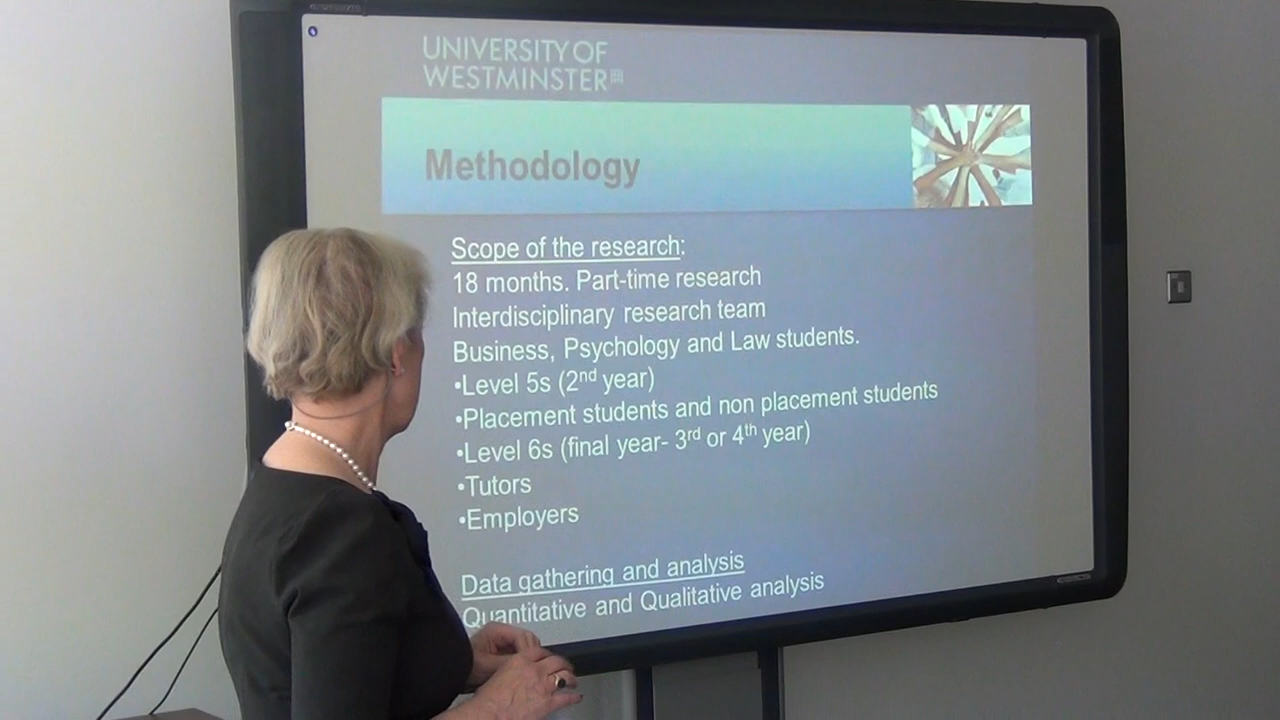 UNIVERSITY OF
WESTMINSTER
Methodology
Scope of the research:
18 months. Part-time research
Interdisciplinary research team
Business, Psychology and Law students.
•Level 5s (2nd year)
•Placement students and non placement students
•Level 6s (final year- 3rd or 4th year)
•Tutors
•Employers
Data gathering and analysis
Quantitative and Qualitative analysis